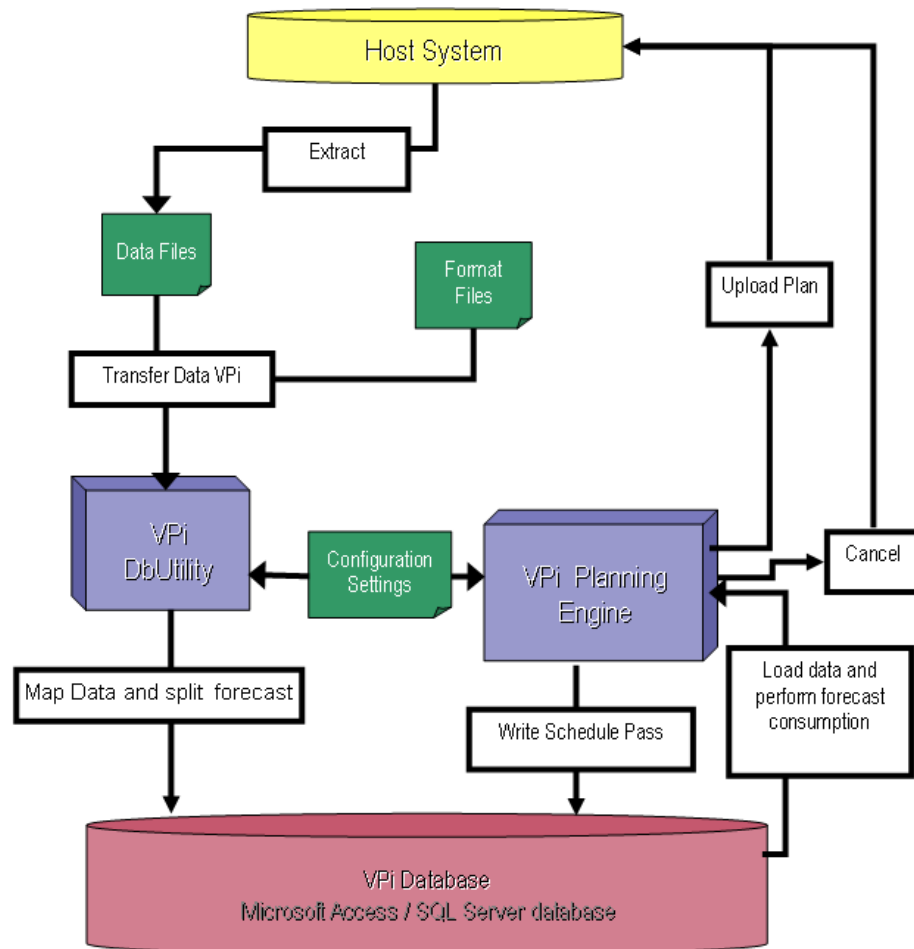 Host System
Extract
Data Files
Format
Files
Upload Plan
Transfer Data VPi
VPi
DbUtility
Configuration
Settings
VPi Planning
Engine
Cancel
Map Data and split forecast
Write Schedule Pass
Load data and
perform forecast
consumption
VPi Database
Microsoft Access / SQL Server database